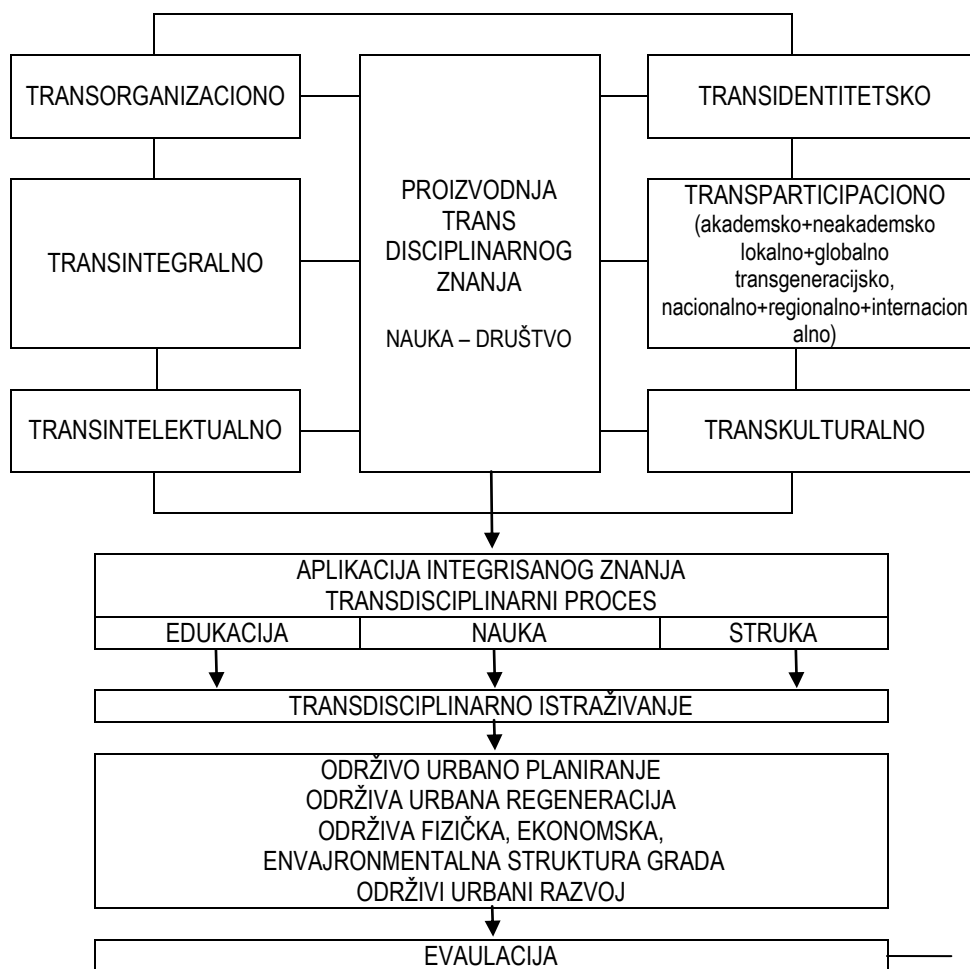 TRANSORGANIZACIONO
TRANSIDENTITETSKO
TRANSINTEGRALNO
PROIZVODNJA
TRANS
DISCIPLINARNOG
ZNANJA
NAUKA – DRUŠTVO
TRANSPARTICIPACIONO
(akademsko+neakademsko
lokalno+globalno
transgeneracijsko,
nacionalno+regionalno+internacion
alno)
TRANSINTELEKTUALNO
TRANSKULTURALNO
APLIKACIJA INTEGRISANOG ZNANJA
TRANSDISCIPLINARNI PROCES
EDUKACIJA
NAUKA
STRUKA
TRANSDISCIPLINARNO ISTRAŽIVANJE
ODRŽIVO URBANO PLANIRANJE
ODRŽIVA URBANA REGENERACIJA
ODRŽIVA FIZIČKA, EKONOMSKA,
ENVAJRONMENTALNA STRUKTURA GRADA
ODRŽIVI URBANI RAZVOJ
EVAULACIJA